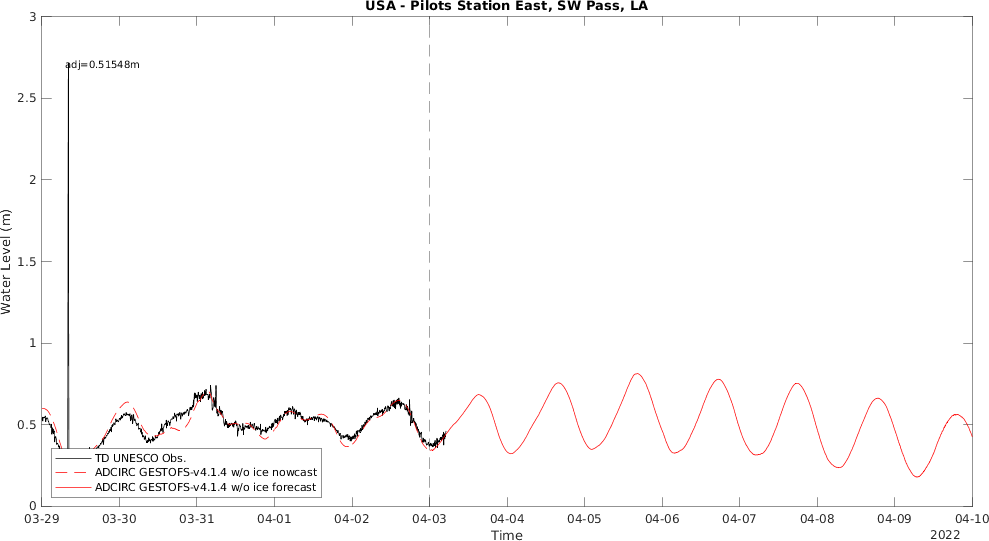 USA - Pilots Station East, SW Pass, LA
3
adj=0.51548m
2.5
2
1.5
1
0.5
0
Water Level (m)
TD UNESCO Obs.
ADCIRC GESTOFS-v4.1.4 w/o ice nowcast
ADCIRC GESTOFS-v4.1.4 w/o ice forecast
03-29 03-30 03-31 04-01 04-02 04-03 04-04 04-05 04-06 04-07 04-08 04-09 04-10
Time
2022